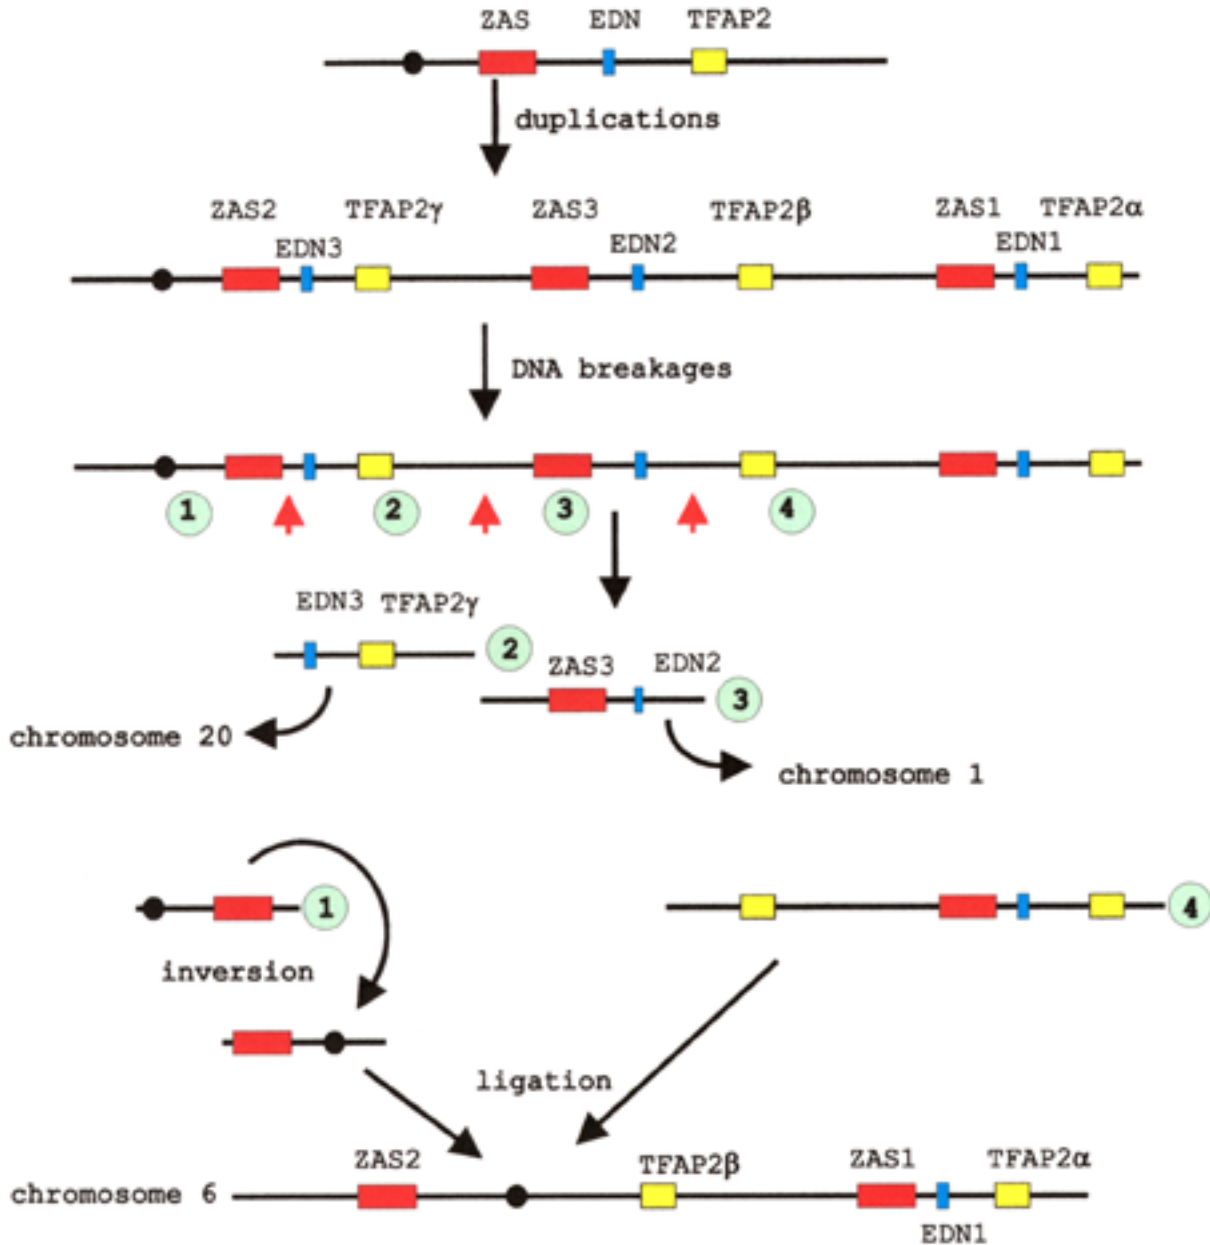 ZAS EDN TFAP2
duplications
ZAS2 TFAP2γ ZAS3 TFAP2β ZAS1 TFAP2α
EDN3 EDN2 EDN1
DNA breakages
1 2 3 4
EDN3 TFAP2γ
2
ZAS3 EDN2
3
chromosome 20
chromosome 1
1 4
inversion
ligation
ZAS2 TFAP2β ZAS1 TFAP2α
chromosome 6
EDN1